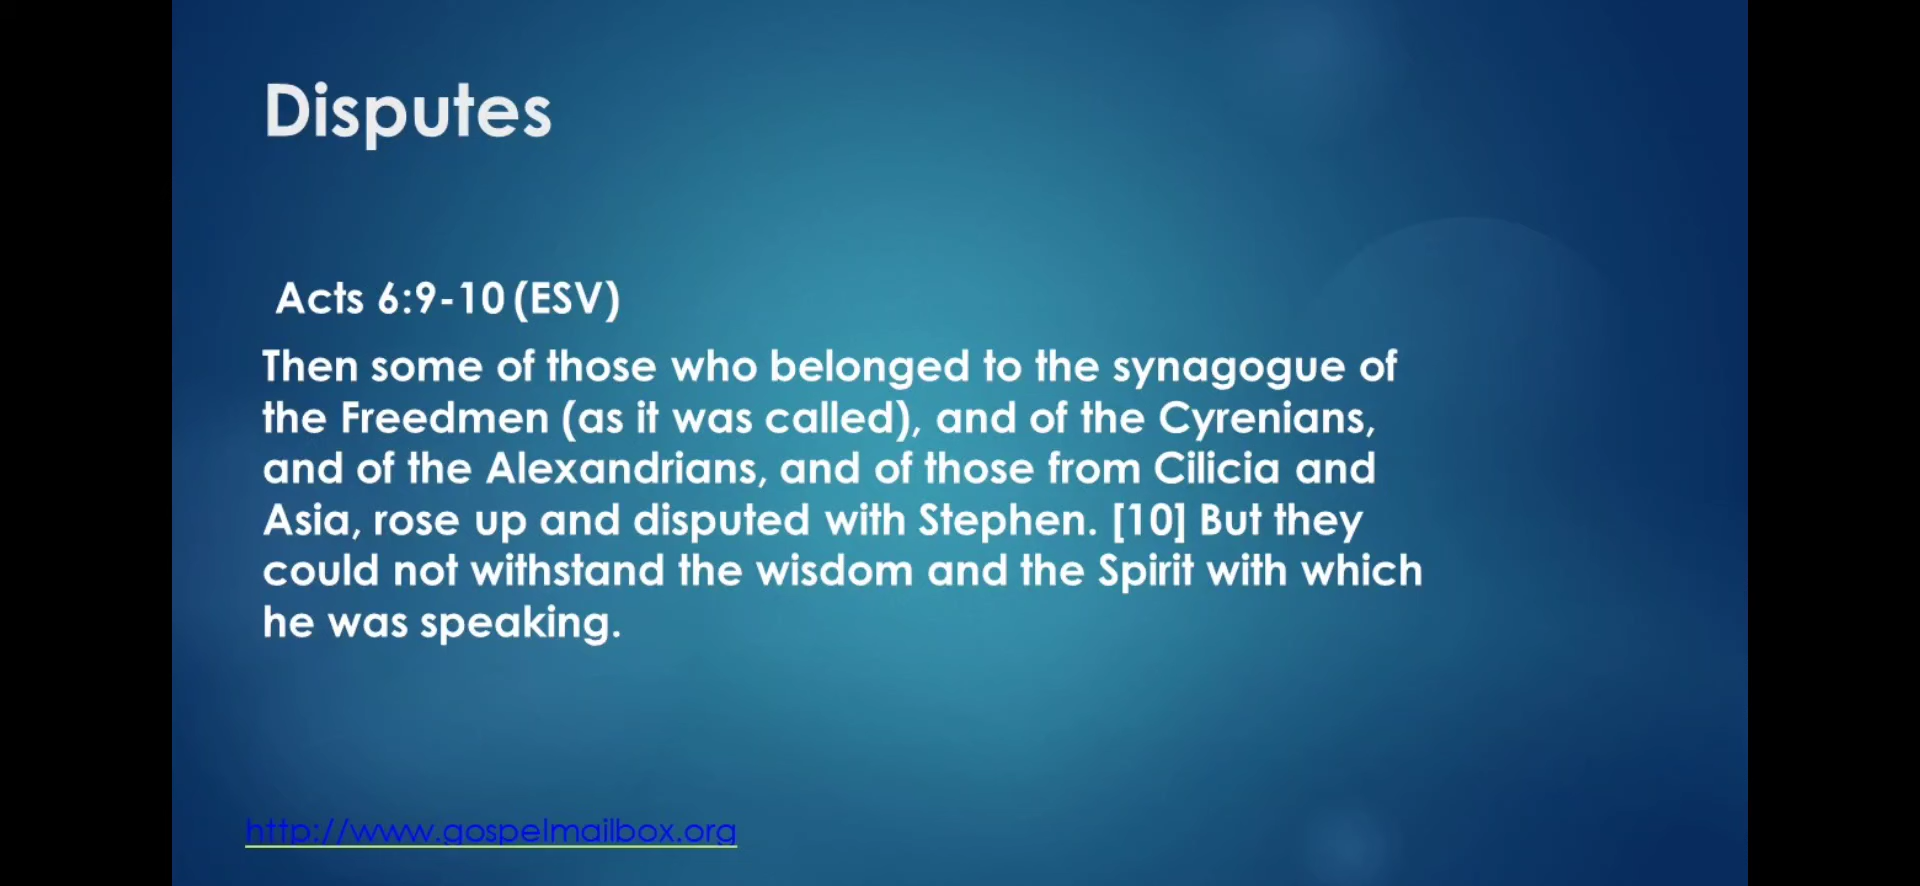 Disputes
Acts 6:9-10 (ESV)
Then some of those who belonged to the synagogue of
the Freedmen (as it was called), and of the Cyrenians,
and of the Alexandrians, and of those from Cilicia and
Asia, rose up and disputed with Stephen. [10] But they
could not withstand the wisdom and the Spirit with which
he was speaking.
http://www.gospelmailbox.org